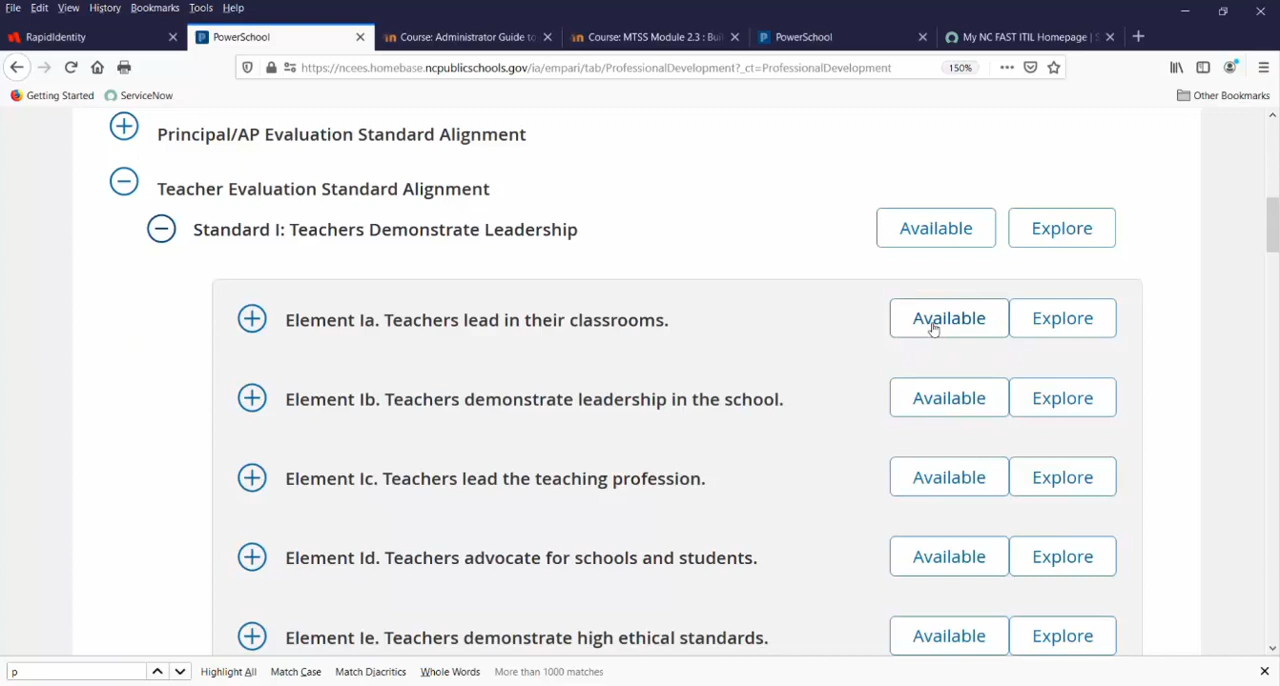 File Edit View History Bookmarks Tools Help
RapidIdentity PowerSchool Course: Administrator Guide to Course: MTSS Module 2.3 : Buil PowerSchool My NC FAST ITIL Homepage | S
https://ncees.homebase.ncpublicschools.gov/ia/empari/tab/ProfessionalDevelopment?_ct=ProfessionalDevelopment 150%
Getting Started ServiceNow Other Bookmarks
Principal/AP Evaluation Standard Alignment
Teacher Evaluation Standard Alignment
Standard I: Teachers Demonstrate Leadership Available Explore
Element Ia. Teachers lead in their classrooms. Available Explore
Element Ib. Teachers demonstrate leadership in the school. Available Explore
Element Ic. Teachers lead the teaching profession. Available Explore
Element Id. Teachers advocate for schools and students. Available Explore
Element Ie. Teachers demonstrate high ethical standards. Available Explore
p Highlight All Match Case Match Diacritics Whole Words More than 1000 matches